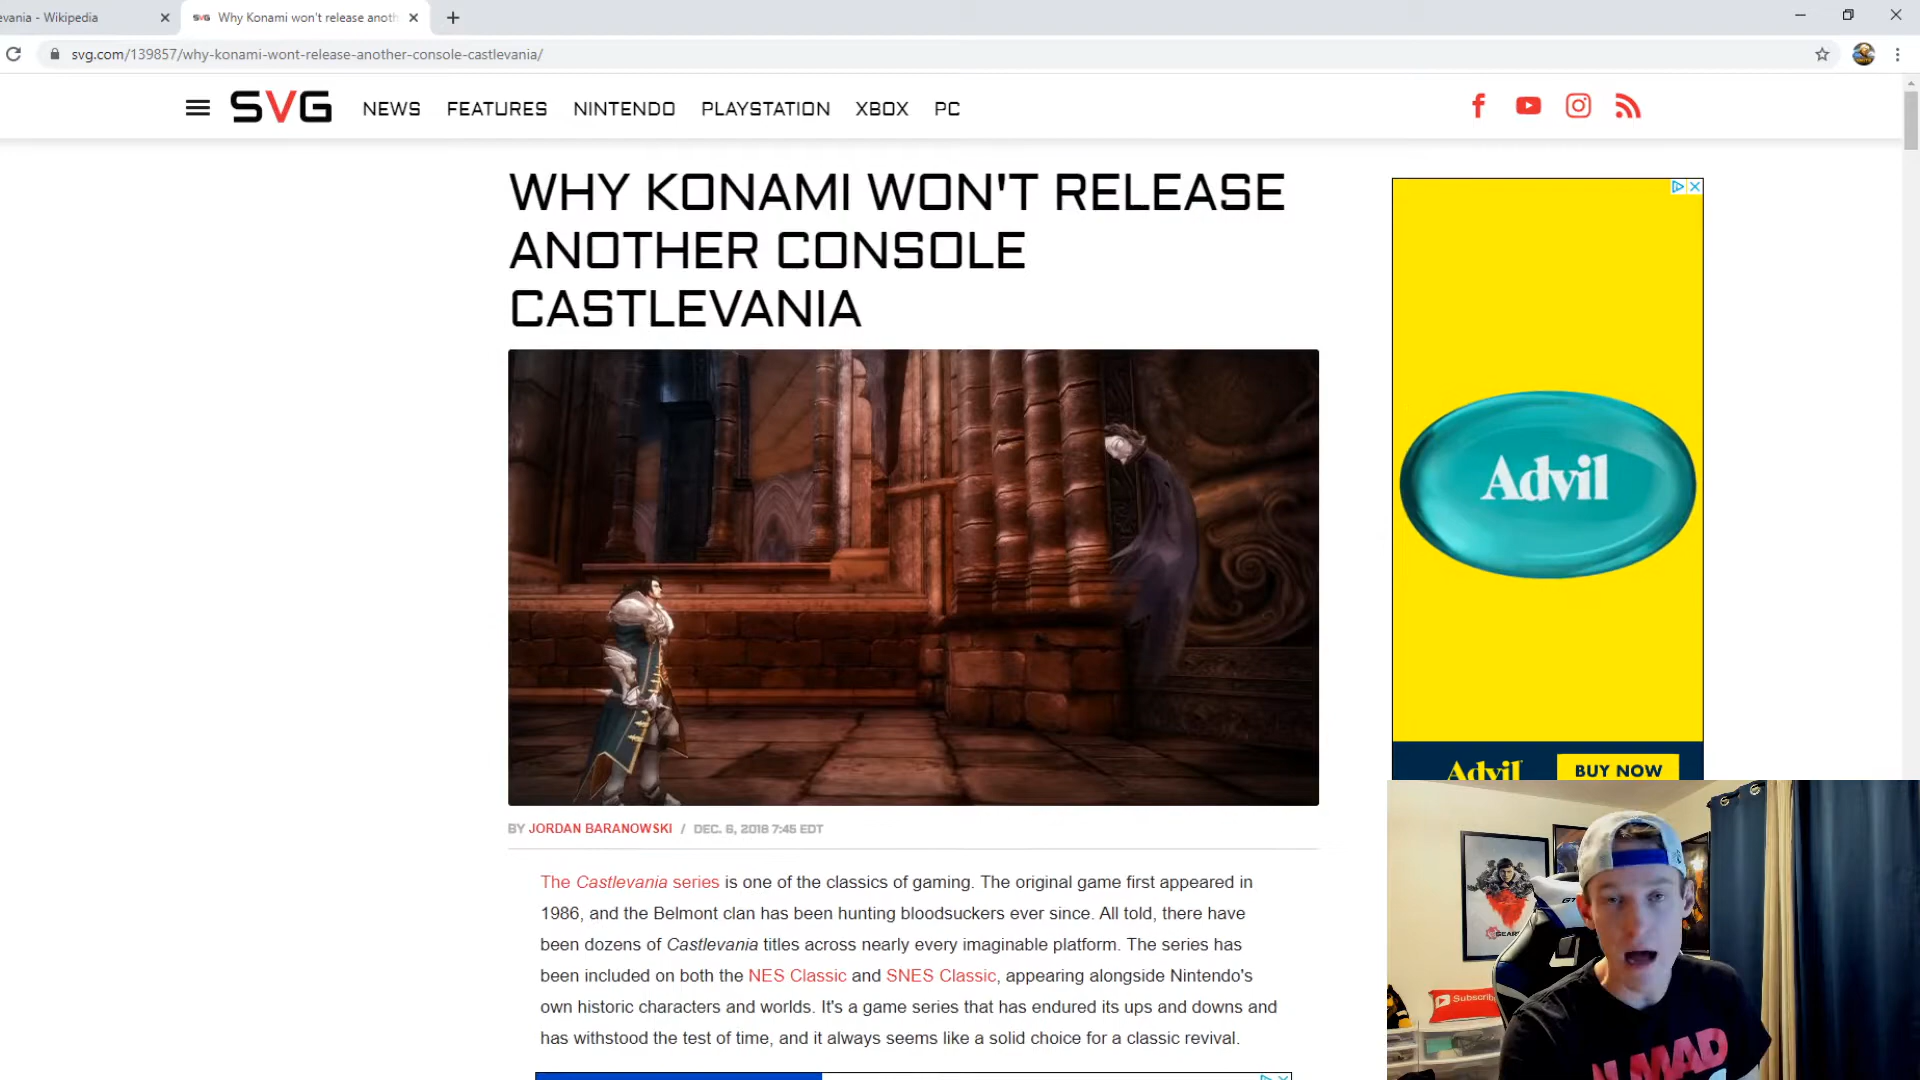 evania - Wikipedia
SVG Why Konami won't release anoth
svg.com/139857/why-konami-wont-release-another-console-castlevania/
SVG NEWS FEATURES NINTENDO PLAYSTATION XBOX PC
WHY KONAMI WON'T RELEASE
ANOTHER CONSOLE
CASTLEVANIA
Advil
Advil BUY NOW
BY JORDAN BARANOWSKI / DEC. 6, 2018 7:45 EDT
The Castlevania series is one of the classics of gaming. The original game first appeared in
1986, and the Belmont clan has been hunting bloodsuckers ever since. All told, there have
been dozens of Castlevania titles across nearly every imaginable platform. The series has
been included on both the NES Classic and SNES Classic, appearing alongside Nintendo's
own historic characters and worlds. It's a game series that has endured its ups and downs and
has withstood the test of time, and it always seems like a solid choice for a classic revival.
GEARS
GT
Subscrib
MAD